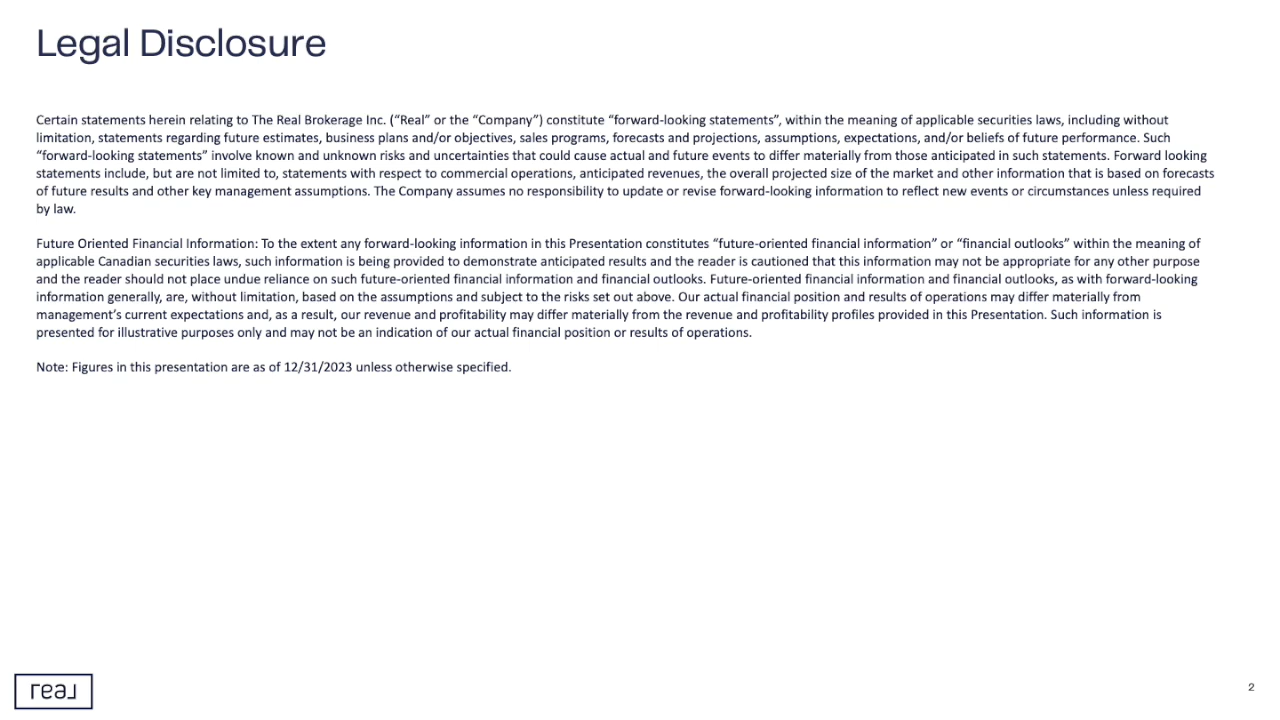 Legal Disclosure
Certain statements herein relating to The Real Brokerage Inc. (“Real” or the “Company”) constitute “forward-looking statements”, within the meaning of applicable securities laws, including without
limitation, statements regarding future estimates, business plans and/or objectives, sales programs, forecasts and projections, assumptions, expectations, and/or beliefs of future performance. Such
“forward-looking statements” involve known and unknown risks and uncertainties that could cause actual and future events to differ materially from those anticipated in such statements. Forward looking
statements include, but are not limited to, statements with respect to commercial operations, anticipated revenues, the overall projected size of the market and other information that is based on forecasts
of future results and other key management assumptions. The Company assumes no responsibility to update or revise forward-looking information to reflect new events or circumstances unless required
by law.
Future Oriented Financial Information: To the extent any forward-looking information in this Presentation constitutes “future-oriented financial information” or “financial outlooks” within the meaning of
applicable Canadian securities laws, such information is being provided to demonstrate anticipated results and the reader is cautioned that this information may not be appropriate for any other purpose
and the reader should not place undue reliance on such future-oriented financial information and financial outlooks. Future-oriented financial information and financial outlooks, as with forward-looking
information generally, are, without limitation, based on the assumptions and subject to the risks set out above. Our actual financial position and results of operations may differ materially from
management’s current expectations and, as a result, our revenue and profitability may differ materially from the revenue and profitability profiles provided in this Presentation. Such information is
presented for illustrative purposes only and may not be an indication of our actual financial position or results of operations.
Note: Figures in this presentation are as of 12/31/2023 unless otherwise specified.
real
2